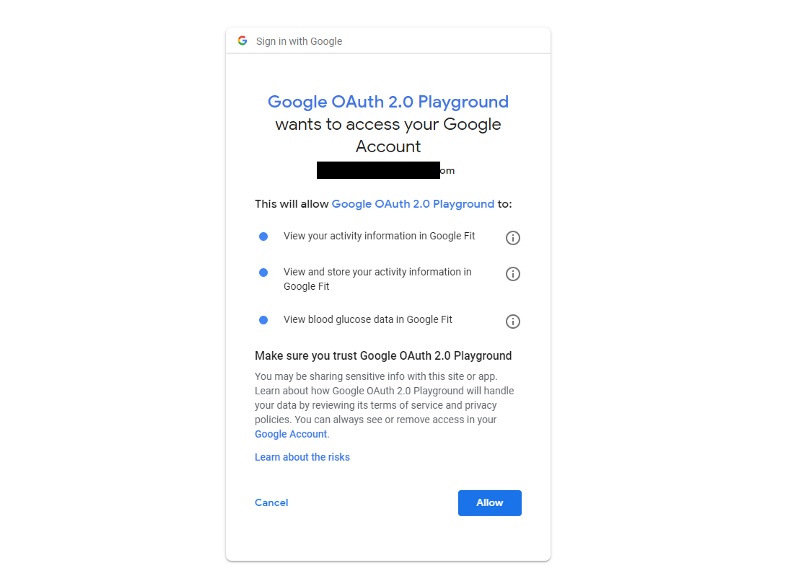 Sign in with Google
Google OAuth 2.0 Playground
wants to access your Google
Account
om
This will allow Google OAuth 2.0 Playground to:
View your activity information in Google Fit
View and store your activity information in
Google Fit
View blood glucose data in Google Fit
Make sure you trust Google OAuth 2.0 Playground
You may be sharing sensitive info with this site or app.
Learn about how Google OAuth 2.0 Playground will handle
your data by reviewing its terms of service and privacy
policies. You can always see or remove access in your
Google Account.
Learn about the risks
Cancel
Allow